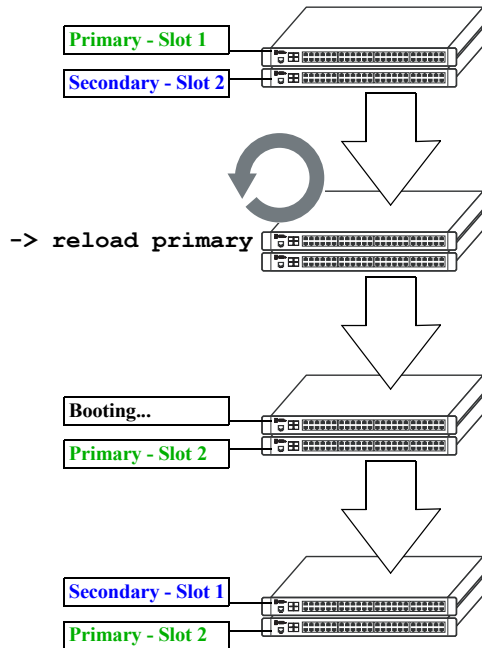 Primary - Slot 1
Secondary - Slot 2
-> reload primary
Booting...
Primary - Slot 2
Secondary - Slot 1
Primary - Slot 2